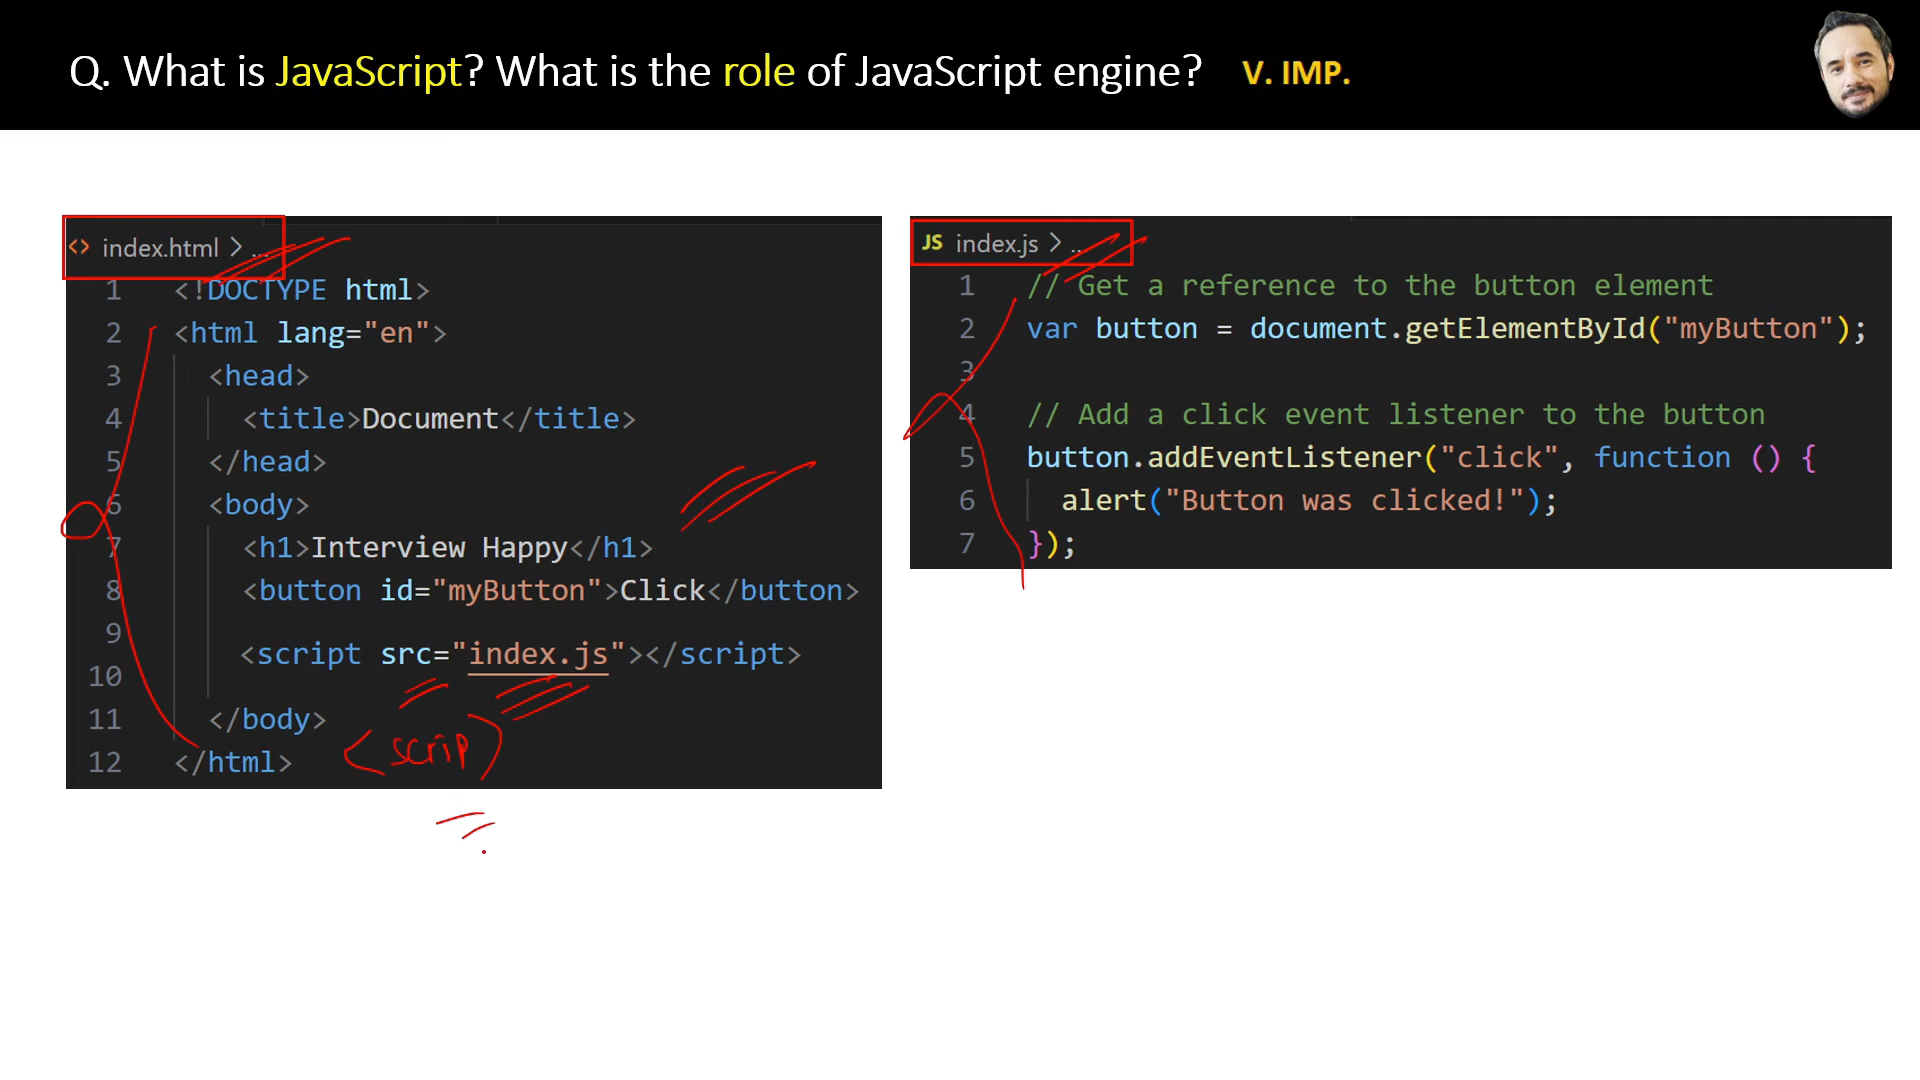 Q. What is JavaScript? What is the role of JavaScript engine? V. IMP.
<> index.html > ...
1 <!DOCTYPE html>
2 <html lang="en">
3 <head>
4 <title>Document</title>
5 </head>
6 <body>
7 <h1>Interview Happy</h1>
8 <button id="myButton">Click</button>
9
<script src="index.js"></script>
10
11 </body>
12 </html>
<scrip>
JS index.js > ...
1 // Get a reference to the button element
2 var button = document.getElementById("myButton");
3
4 // Add a click event listener to the button
5 button.addEventListener("click", function () {
6 alert("Button was clicked!");
7 });